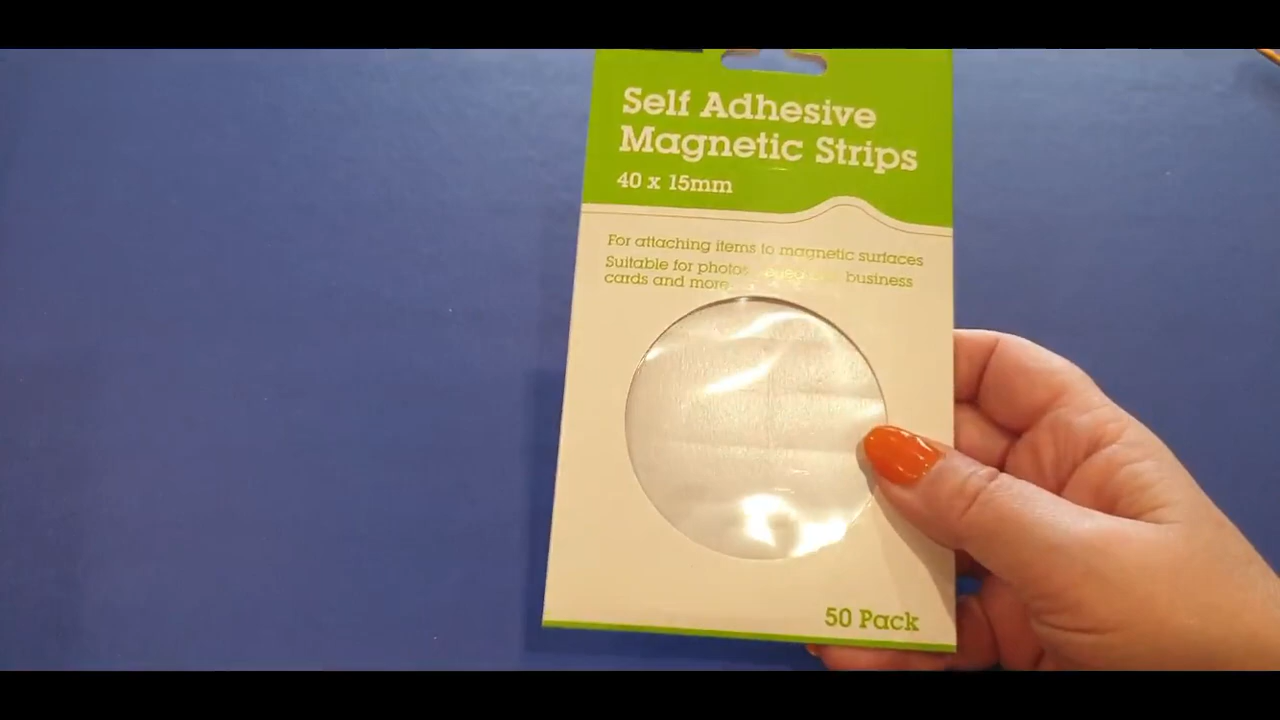 Self Adhesive
Magnetic Strips
40 x 15mm
For attaching items to magnetic surfaces
Suitable for photos business
cards and more
50 Pack